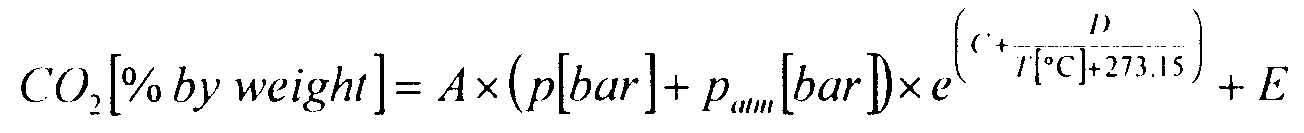 CO₂[% by weight] = A × (p[bar] + p_atm[bar]) × e^(C + D/(T[°C]+273.15)) + E